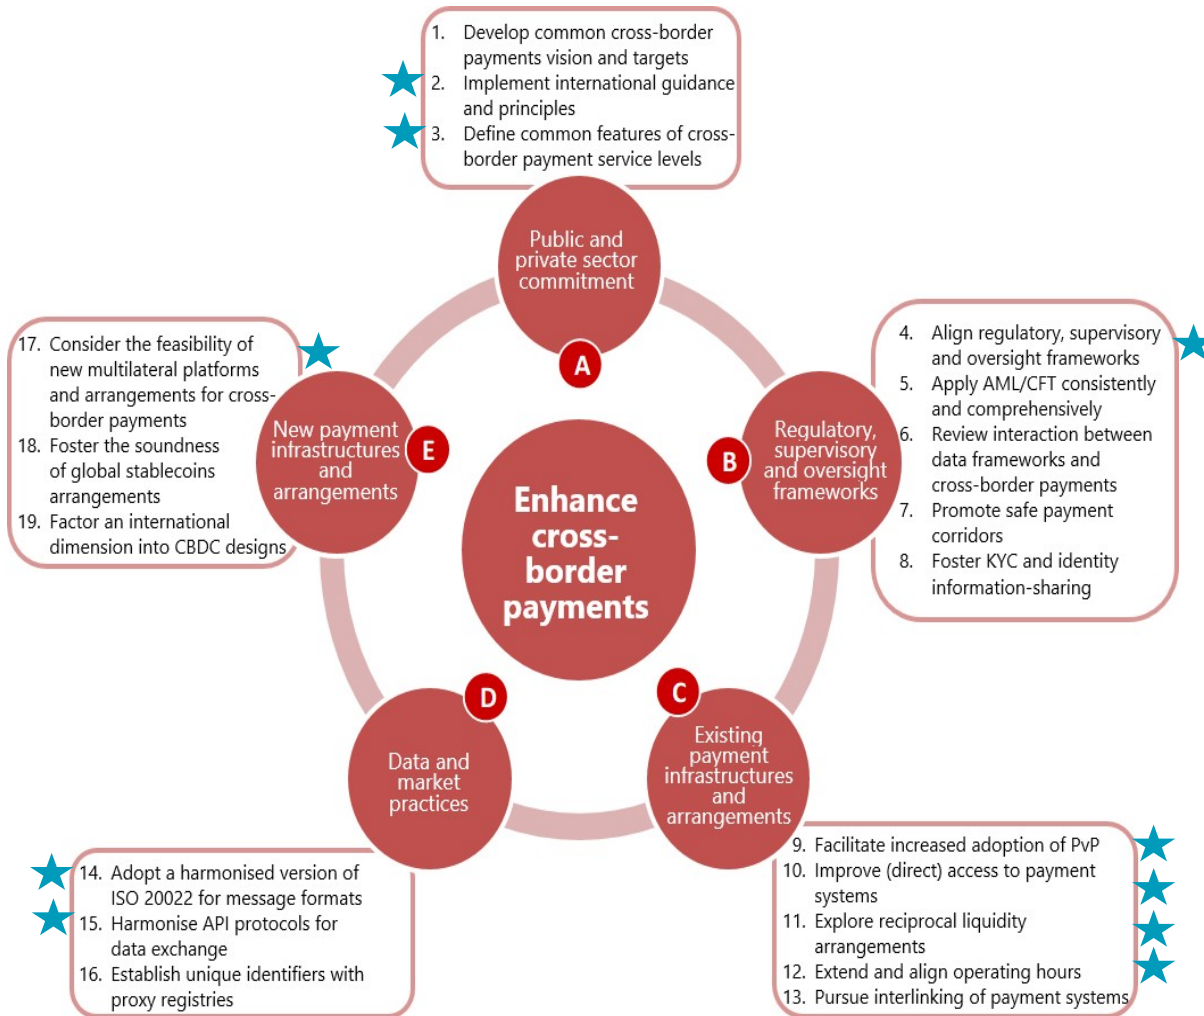 1. Develop common cross-border
payments vision and targets
2. Implement international guidance
and principles
3. Define common features of cross-
border payment service levels
Public and
private sector
commitment
A
4. Align regulatory, supervisory
and oversight frameworks
5. Apply AML/CFT consistently
and comprehensively
6. Review interaction between
data frameworks and
cross-border payments
7. Promote safe payment
corridors
8. Foster KYC and identity
information-sharing
Regulatory,
supervisory
and oversight
frameworks
B
17. Consider the feasibility of
new multilateral platforms
and arrangements for cross-
border payments
18. Foster the soundness
of global stablecoins
arrangements
19. Factor an international
dimension into CBDC designs
New payment
infrastructures
and
arrangements
E
Enhance
cross-
border
payments
D
Data and
market
practices
C
Existing
payment
infrastructures
and
arrangements
14. Adopt a harmonised version of
ISO 20022 for message formats
15. Harmonise API protocols for
data exchange
16. Establish unique identifiers with
proxy registries
9. Facilitate increased adoption of PvP
10. Improve (direct) access to payment
systems
11. Explore reciprocal liquidity
arrangements
12. Extend and align operating hours
13. Pursue interlinking of payment systems